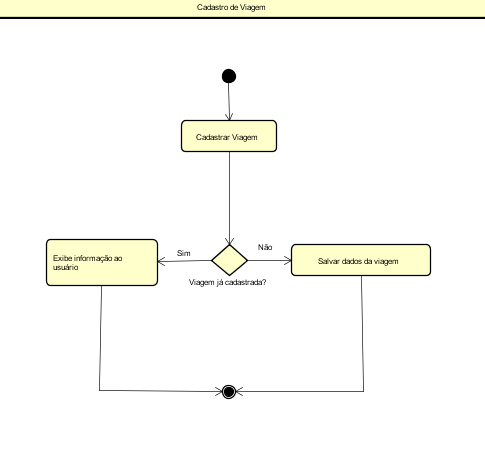 Cadastro de Viagem
Cadastrar Viagem
Sim
Não
Exibe informação ao
usuário
Salvar dados da viagem
Viagem já cadastrada?